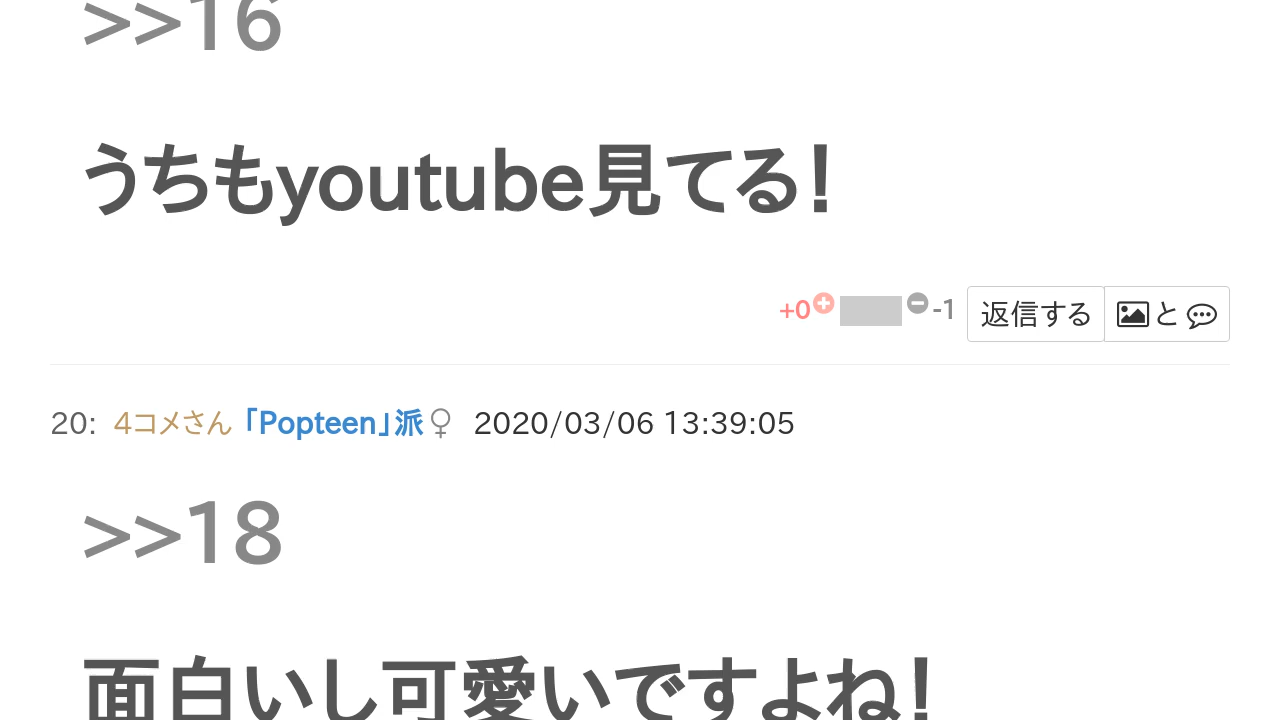 >>16
うちもyoutube見てる!
+0 -1 返信する と
20: 4コメさん 「Popteen」派♀ 2020/03/06 13:39:05
>>18
面白いし可愛いですよね!